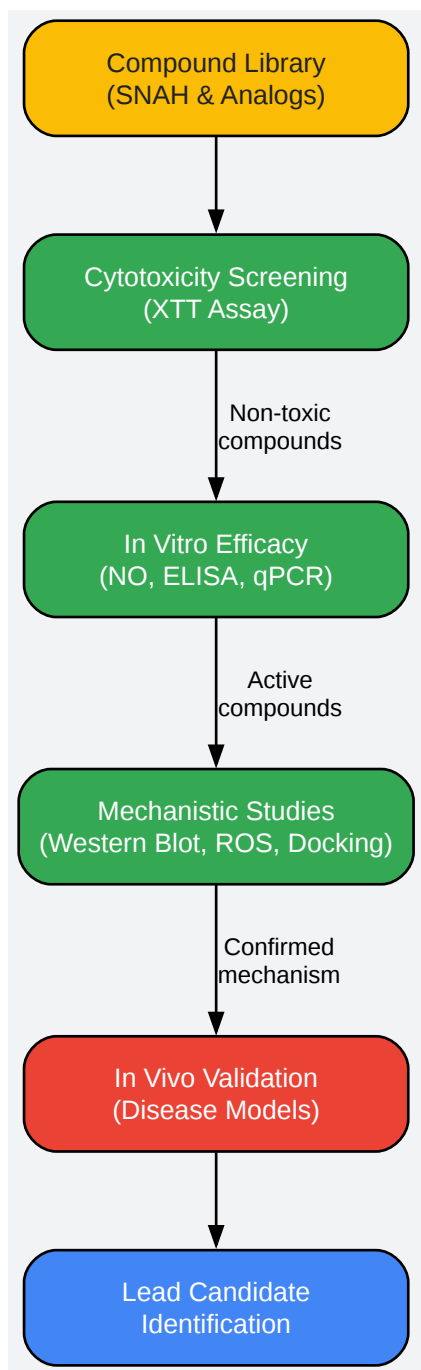 Compound Library
(SNAH & Analogs)
Cytotoxicity Screening
(XTT Assay)
Non-toxic
compounds
In Vitro Efficacy
(NO, ELISA, qPCR)
Active
compounds
Mechanistic Studies
(Western Blot, ROS, Docking)
Confirmed
mechanism
In Vivo Validation
(Disease Models)
Lead Candidate
Identification